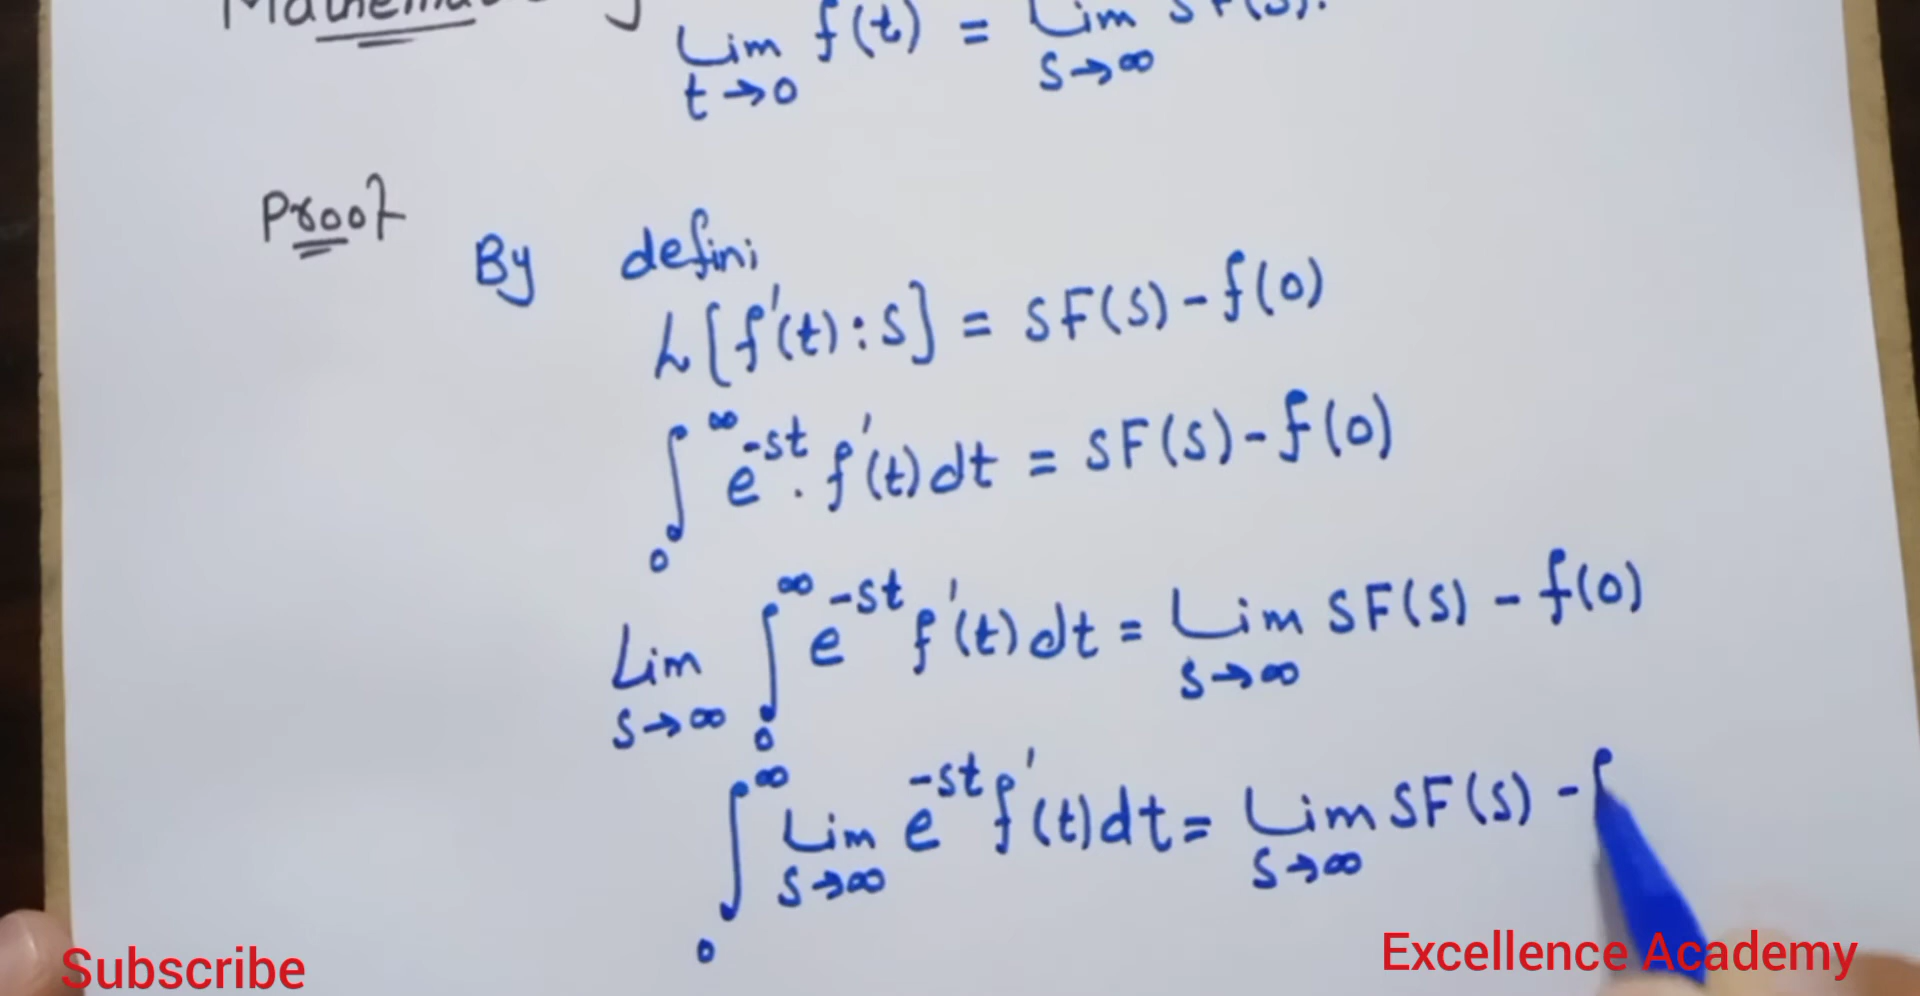 Lim f(t) = Lim SF(S).
t→0 S→∞
Proof
By defini
L[f'(t):S] = SF(S)-f(0)
∫₀^∞ e^-st . f'(t)dt = SF(S)-f(0)
Lim S→∞ ∫₀^∞ e^-st f'(t)dt = Lim S→∞ SF(S) - f(0)
∫₀^∞ Lim S→∞ e^-st f'(t)dt = Lim S→∞ SF(S) - f
Subscribe
Excellence Academy